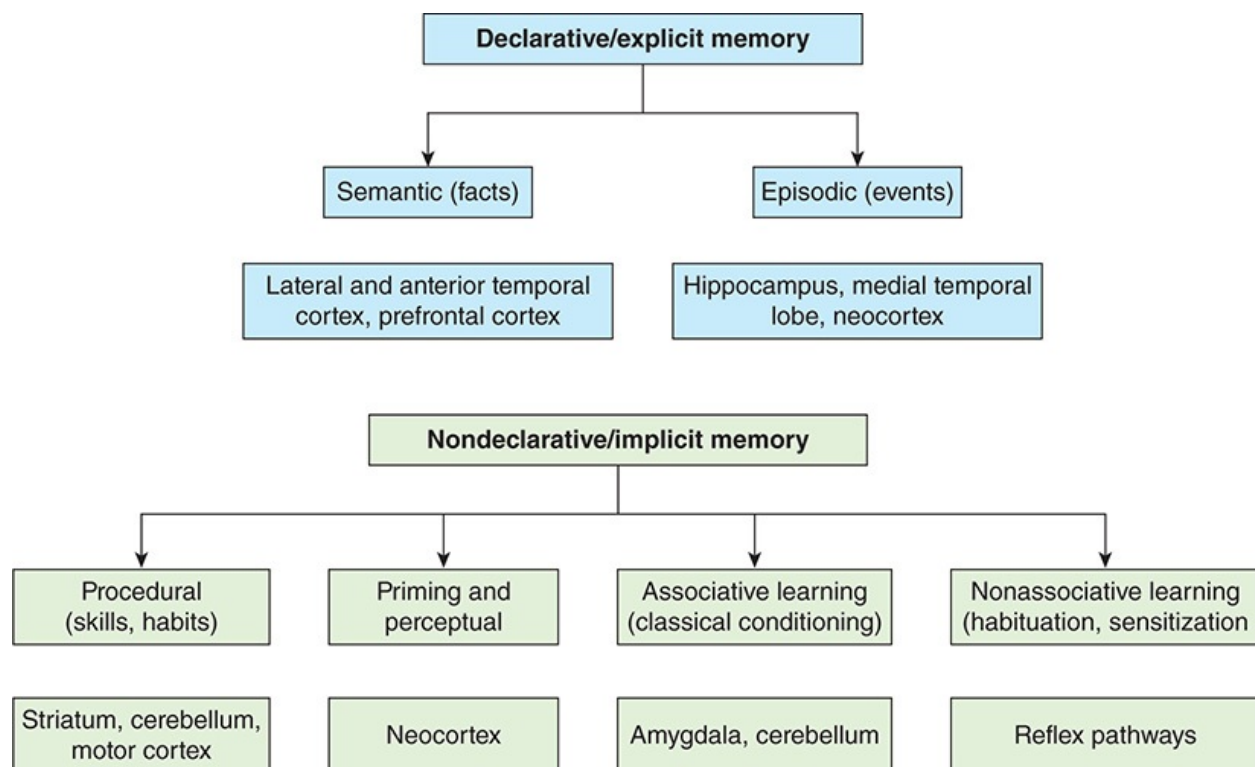 Declarative/explicit memory
Semantic (facts)
Episodic (events)
Lateral and anterior temporal
cortex, prefrontal cortex
Hippocampus, medial temporal
lobe, neocortex
Nondeclarative/implicit memory
Procedural
(skills, habits)
Priming and
perceptual
Associative learning
(classical conditioning)
Nonassociative learning
(habituation, sensitization
Striatum, cerebellum,
motor cortex
Neocortex
Amygdala, cerebellum
Reflex pathways